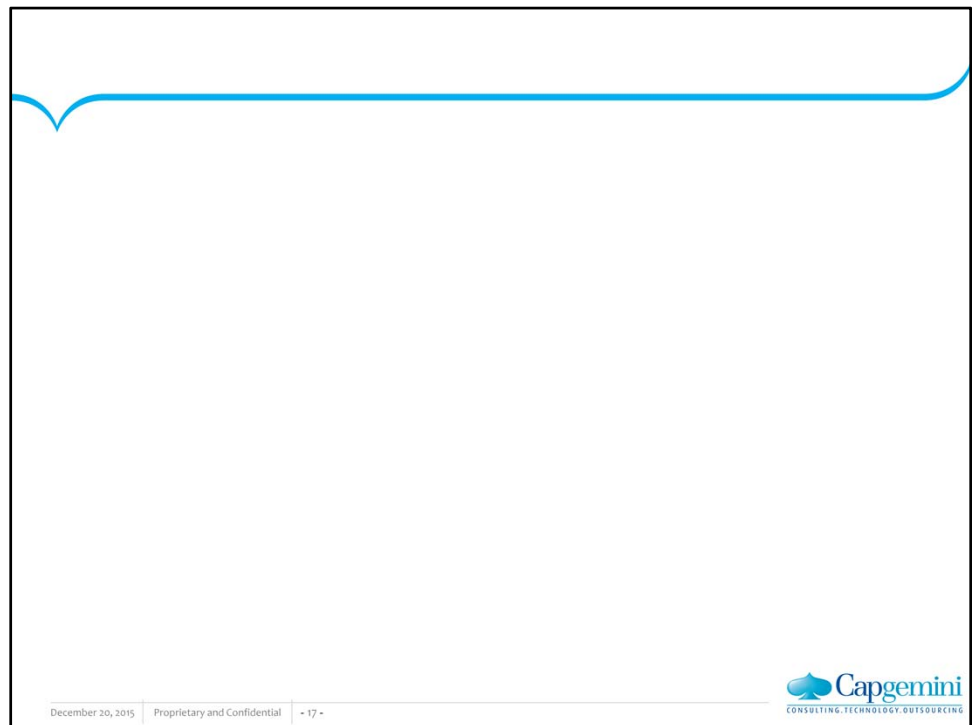 December 20, 2015 Proprietary and Confidential - 17 -
Capgemini
CONSULTING.TECHNOLOGY.OUTSOURCING